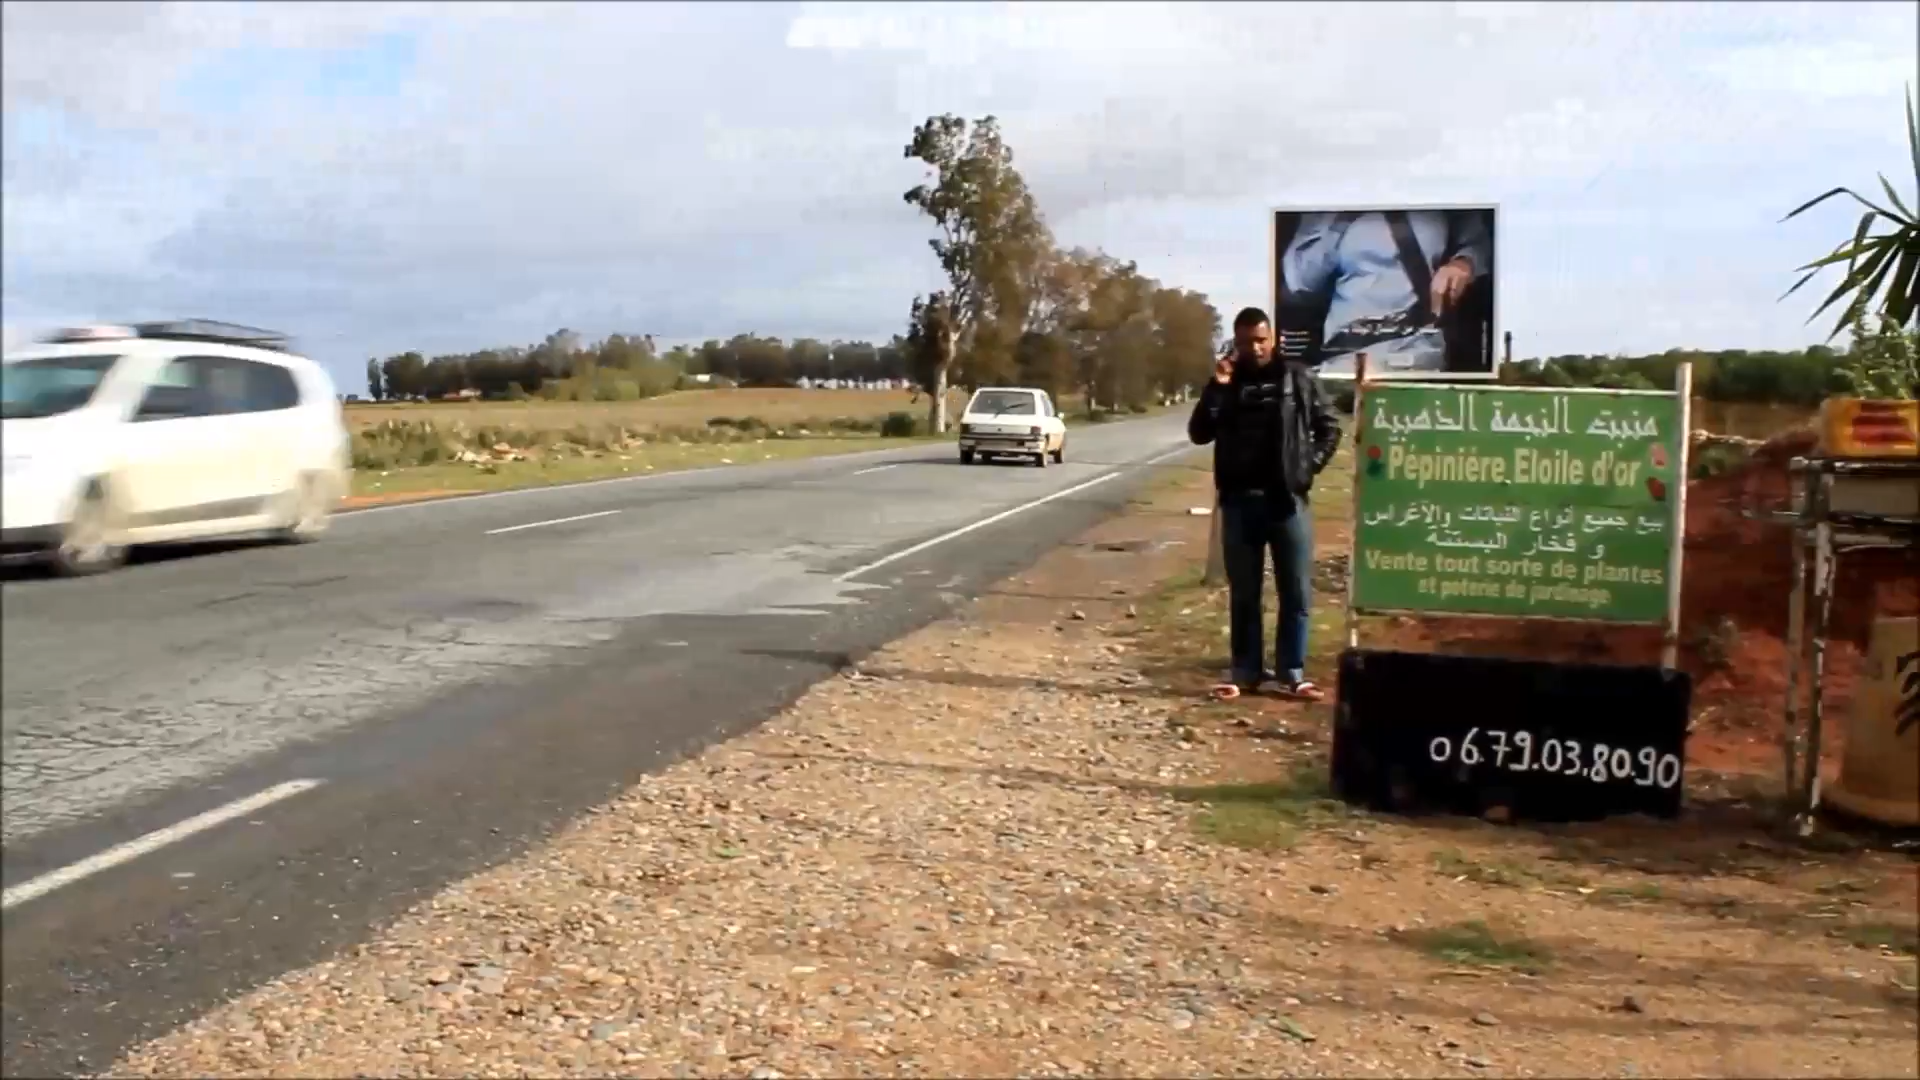 منبت النجمة الذهبية
Pépiniére Eloile d'or
بيع جميع أنواع النباتات والأغراس
و فخار البستنة
Vente tout sorte de plantes
et poterie de jardinage
06.79.03.80.90